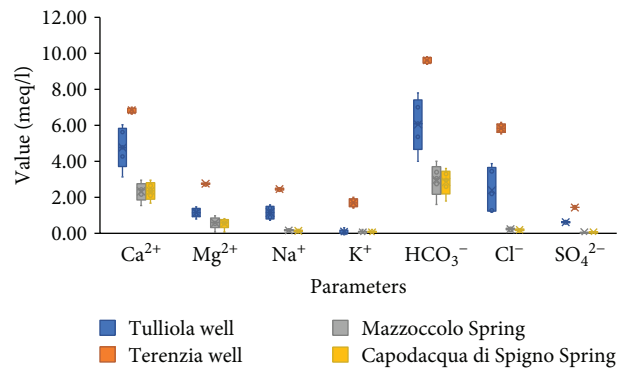 12.00
10.00
8.00
6.00
4.00
2.00
0.00
Value (meq/l)
Ca²⁺ Mg²⁺ Na⁺ K⁺ HCO₃⁻ Cl⁻ SO₄²⁻
Parameters
Tulliola well
Mazzoccolo Spring
Terenzia well
Capodacqua di Spigno Spring